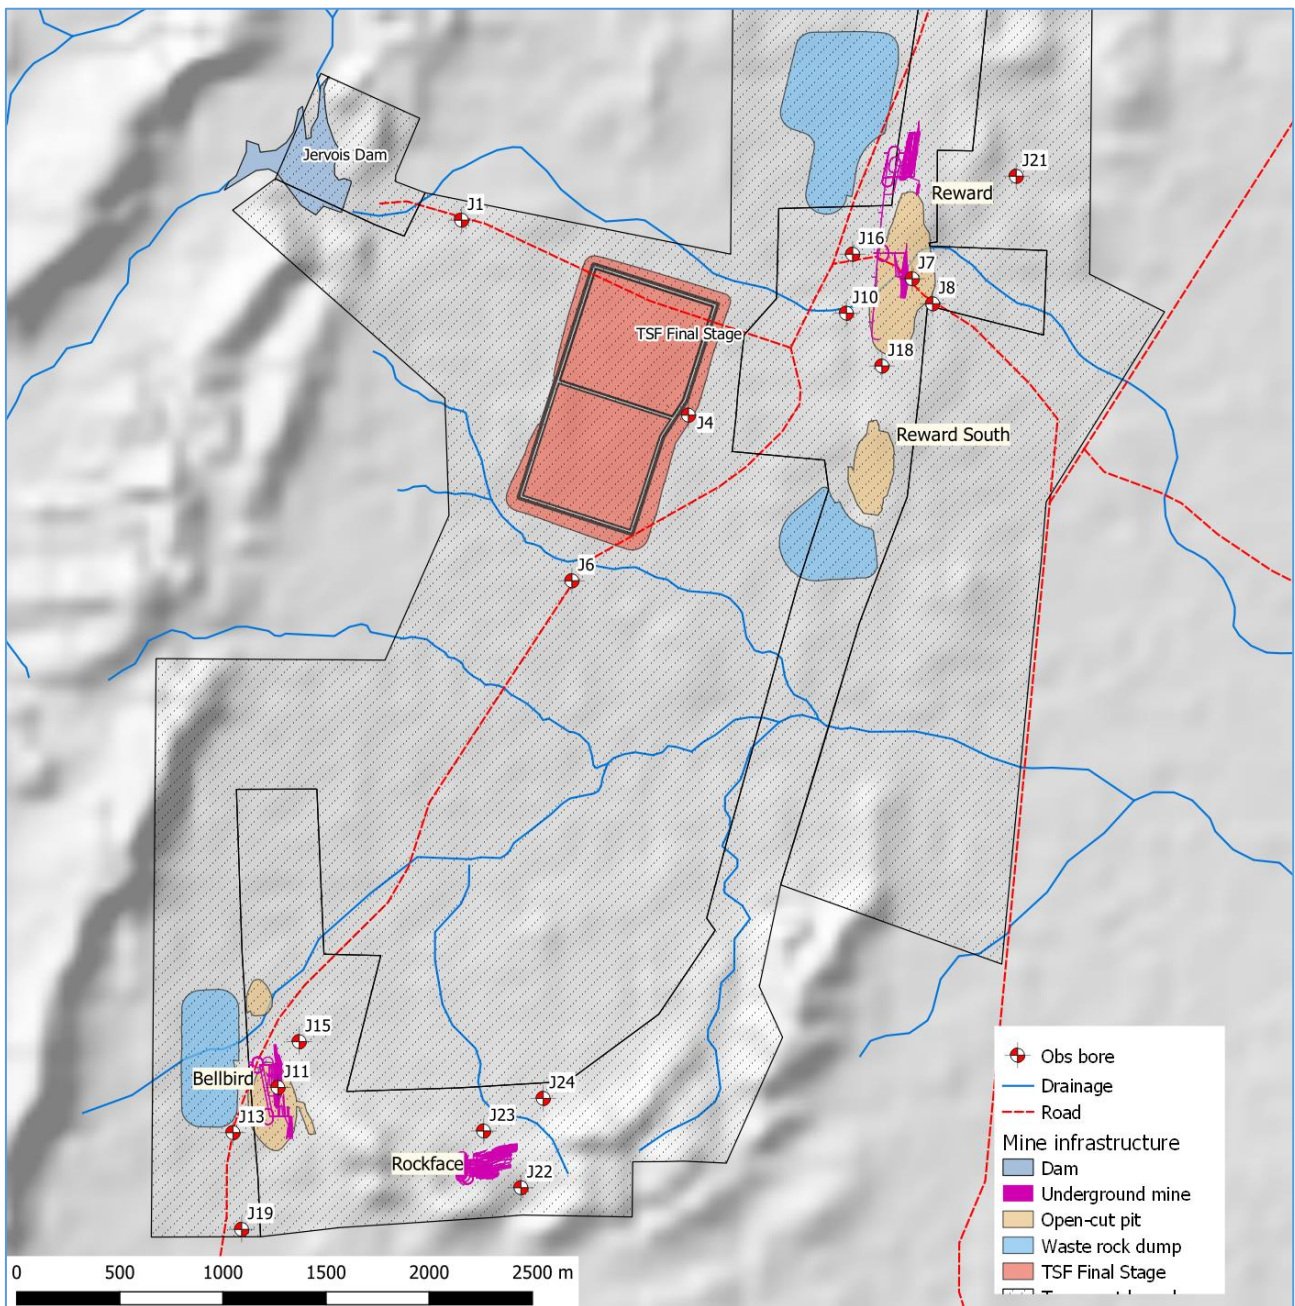 Jervois Dam
J1
J21
Reward
J16
J7
J8
J10
TSF Final Stage
J18
J4
Reward South
J6
J15
J11
Bellbird
J13
J24
J23
Rockface
J22
J19
Obs bore
Drainage
Road
Mine infrastructure
Dam
Underground mine
Open-cut pit
Waste rock dump
TSF Final Stage
0 500 1000 1500 2000 2500 m